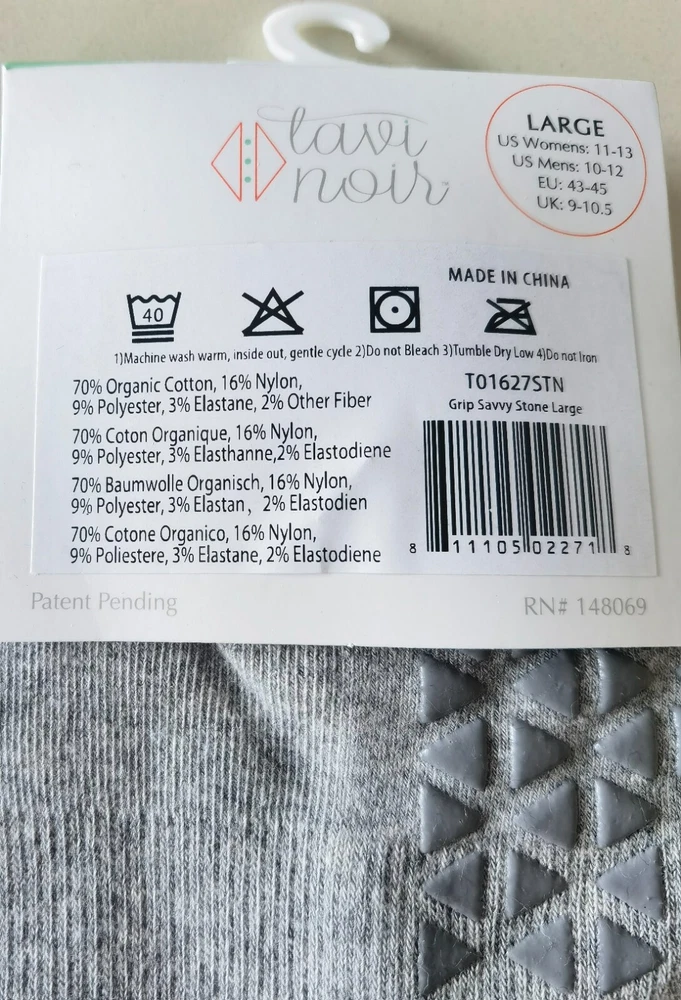 tavi
noir
LARGE
US Womens: 11-13
US Mens: 10-12
EU: 43-45
UK: 9-10.5
MADE IN CHINA
40
1)Machine wash warm, inside out, gentle cycle 2)Do not Bleach 3)Tumble Dry Low 4)Do not Iron
70% Organic Cotton, 16% Nylon,
9% Polyester, 3% Elastane, 2% Other Fiber
70% Coton Organique, 16% Nylon,
9% Polyester, 3% Elasthanne,2% Elastodiene
70% Baumwolle Organisch, 16% Nylon,
9% Polyester, 3% Elastan, 2% Elastodien
70% Cotone Organico, 16% Nylon,
9% Poliestere, 3% Elastane, 2% Elastodiene
T01627STN
Grip Savvy Stone Large
8 11105 02271 8
Patent Pending
RN# 148069